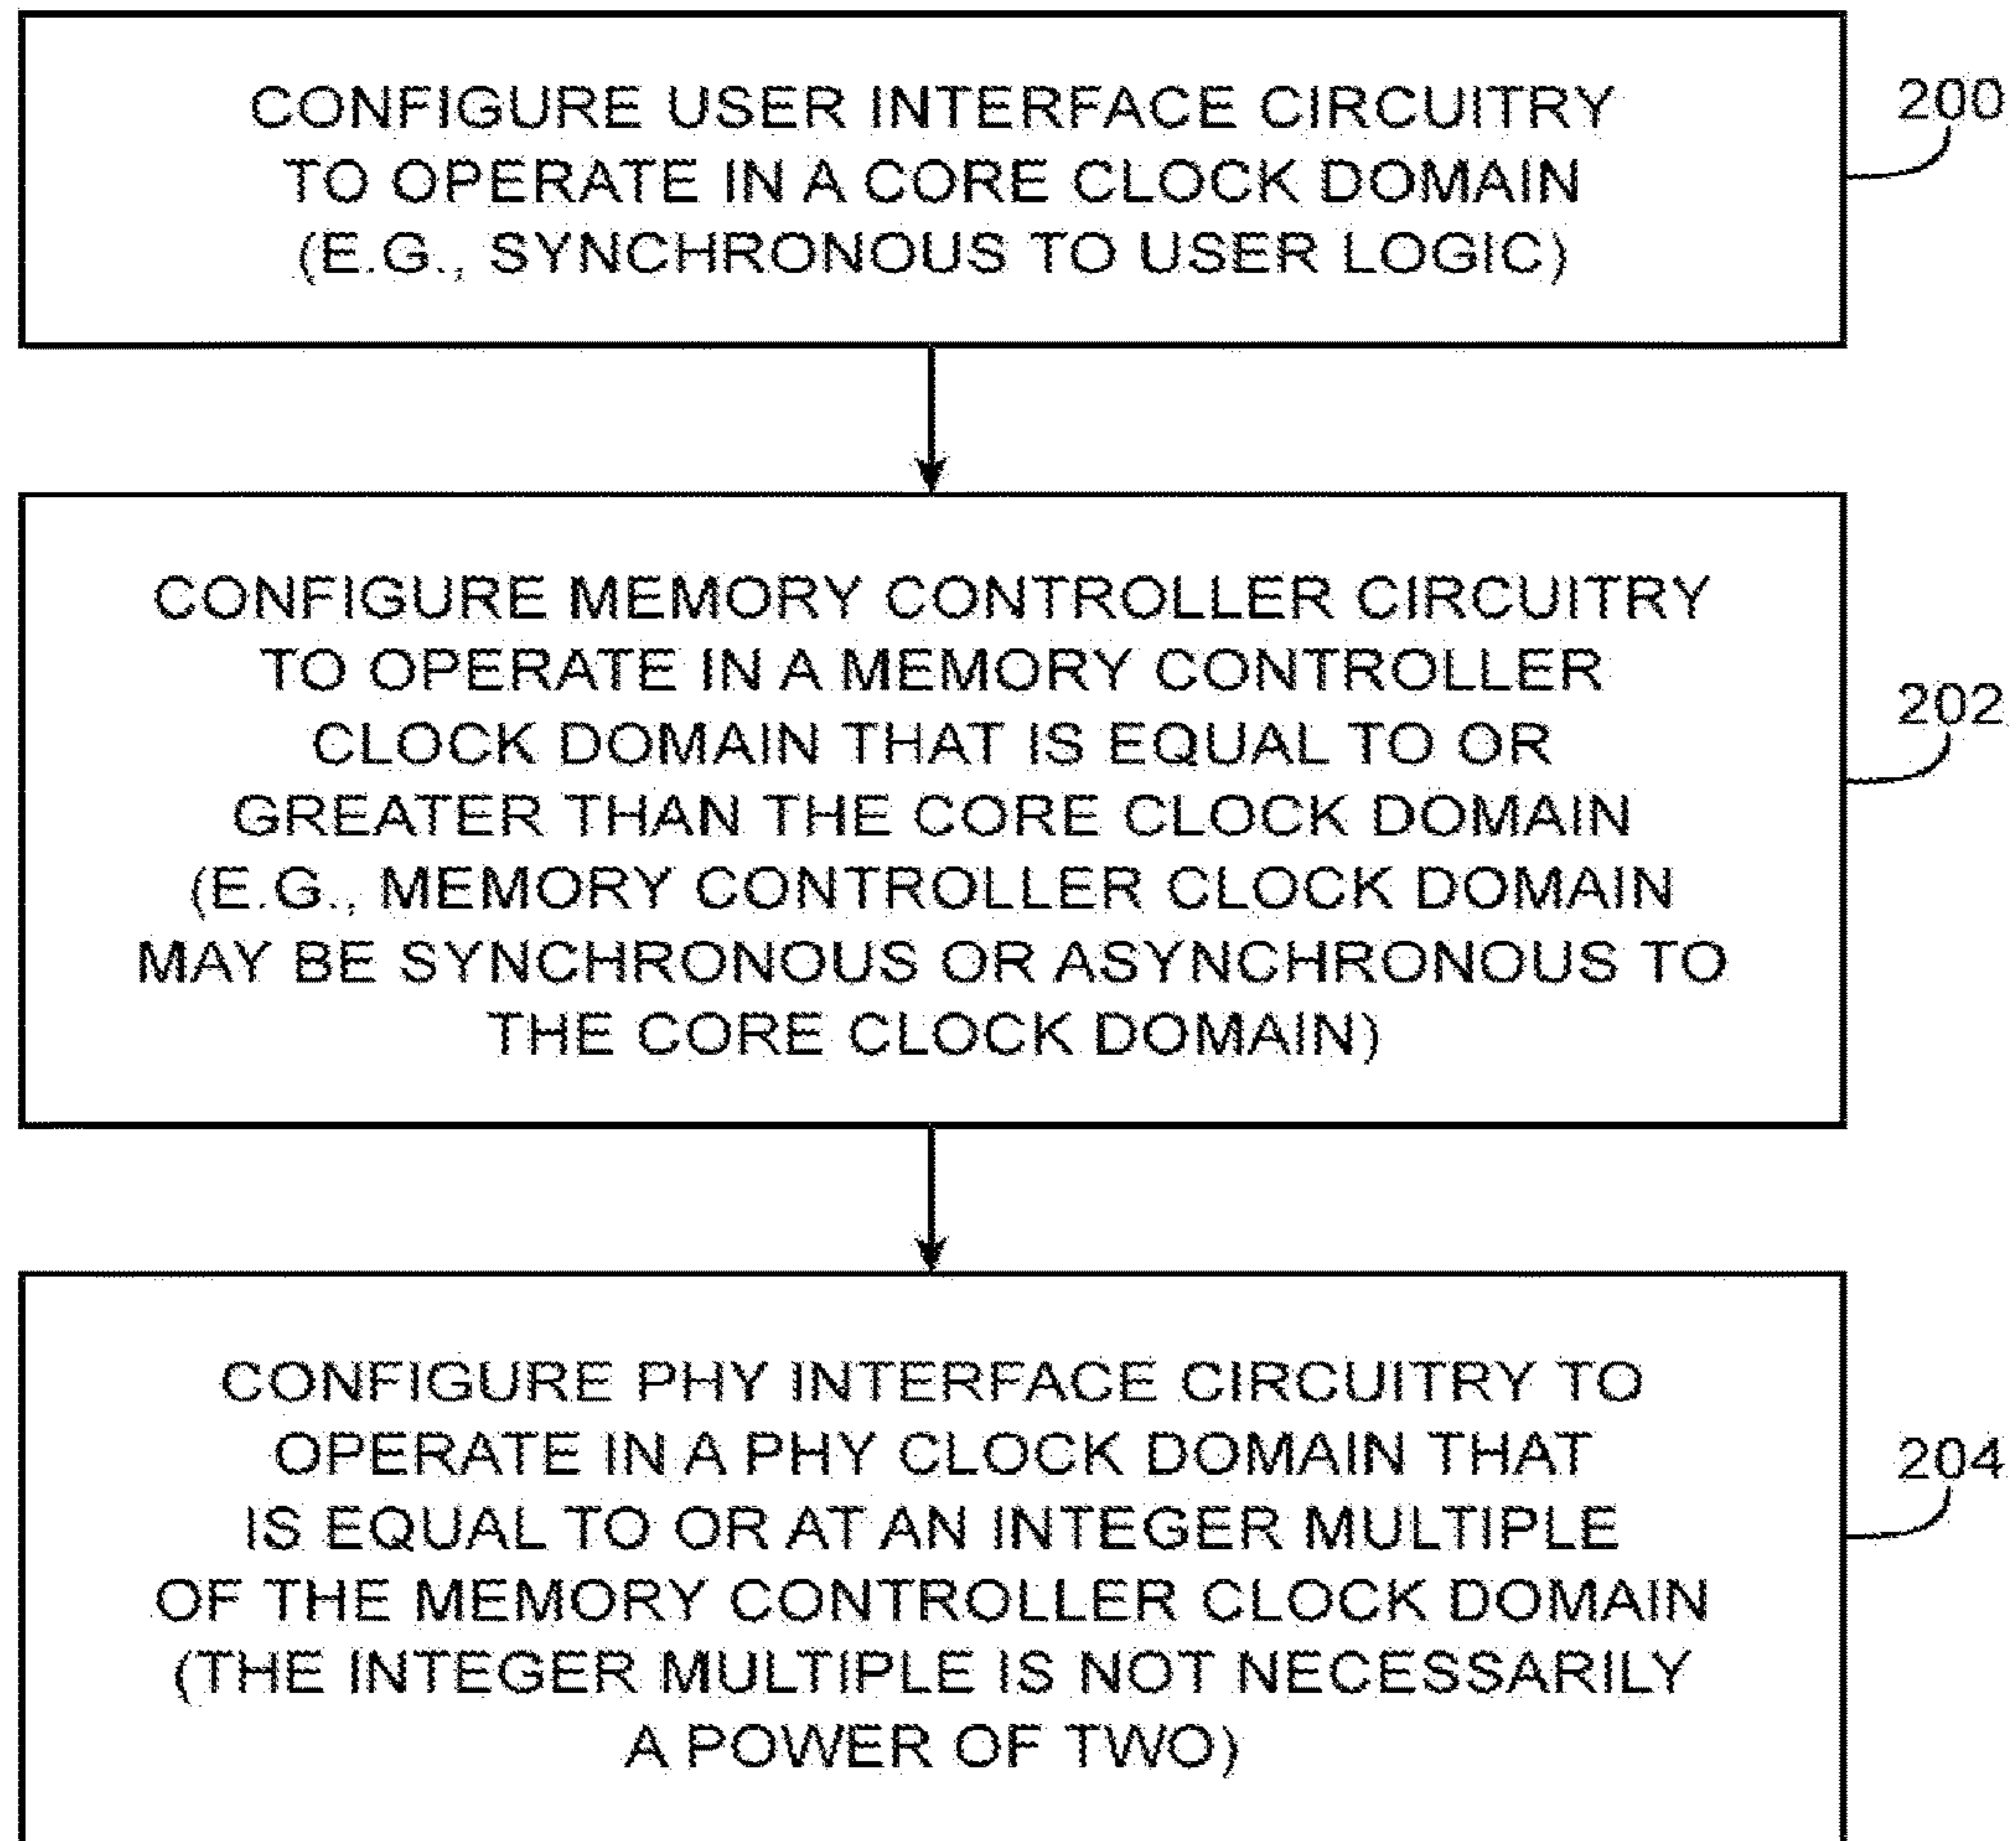 CONFIGURE USER INTERFACE CIRCUITRY
TO OPERATE IN A CORE CLOCK DOMAIN
(E.G., SYNCHRONOUS TO USER LOGIC)
200
CONFIGURE MEMORY CONTROLLER CIRCUITRY
TO OPERATE IN A MEMORY CONTROLLER
CLOCK DOMAIN THAT IS EQUAL TO OR
GREATER THAN THE CORE CLOCK DOMAIN
(E.G., MEMORY CONTROLLER CLOCK DOMAIN
MAY BE SYNCHRONOUS OR ASYNCHRONOUS TO
THE CORE CLOCK DOMAIN)
202
CONFIGURE PHY INTERFACE CIRCUITRY TO
OPERATE IN A PHY CLOCK DOMAIN THAT
IS EQUAL TO OR AT AN INTEGER MULTIPLE
OF THE MEMORY CONTROLLER CLOCK DOMAIN
(THE INTEGER MULTIPLE IS NOT NECESSARILY
A POWER OF TWO)
204